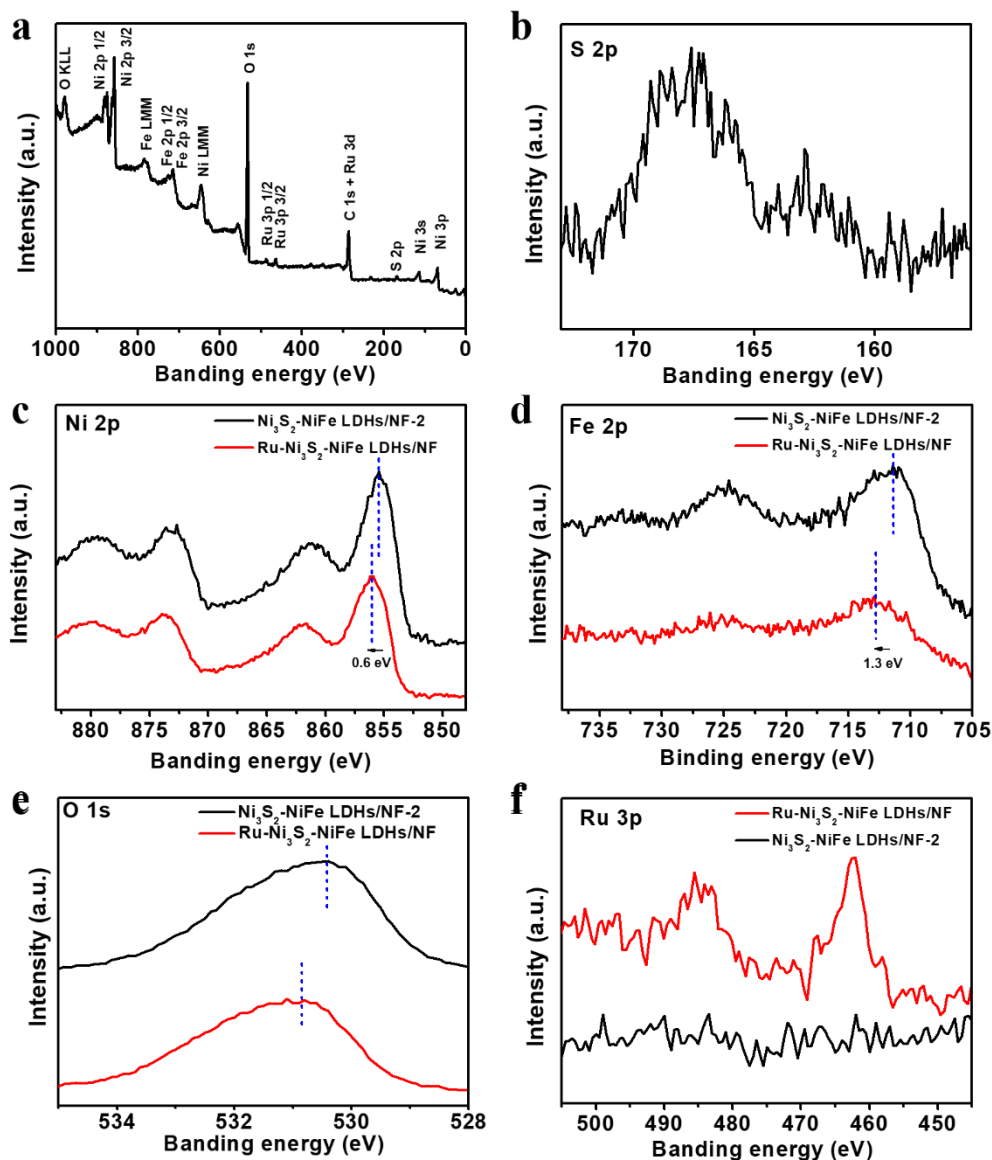 a
O KLL
Ni 2p 1/2
Ni 2p 3/2
Fe LMM
Fe 2p 1/2
Fe 2p 3/2
Ni LMM
O 1s
Ru 3p 1/2
Ru 3p 3/2
C 1s + Ru 3d
S 2p
Ni 3s
Ni 3p
Intensity (a.u.)
1000 800 600 400 200 0
Banding energy (eV)
b
S 2p
Intensity (a.u.)
170 165 160
Banding energy (eV)
c
Ni 2p
Ni₃S₂-NiFe LDHs/NF-2
Ru-Ni₃S₂-NiFe LDHs/NF
0.6 eV
Intensity (a.u.)
880 875 870 865 860 855 850
Banding energy (eV)
d
Fe 2p
Ni₃S₂-NiFe LDHs/NF-2
Ru-Ni₃S₂-NiFe LDHs/NF
1.3 eV
Intensity (a.u.)
735 730 725 720 715 710 705
Binding energy (eV)
e
O 1s
Ni₃S₂-NiFe LDHs/NF-2
Ru-Ni₃S₂-NiFe LDHs/NF
Intensity (a.u.)
534 532 530 528
Banding energy (eV)
f
Ru 3p
Ru-Ni₃S₂-NiFe LDHs/NF
Ni₃S₂-NiFe LDHs/NF-2
Intensity (a.u.)
500 490 480 470 460 450
Banding energy (eV)